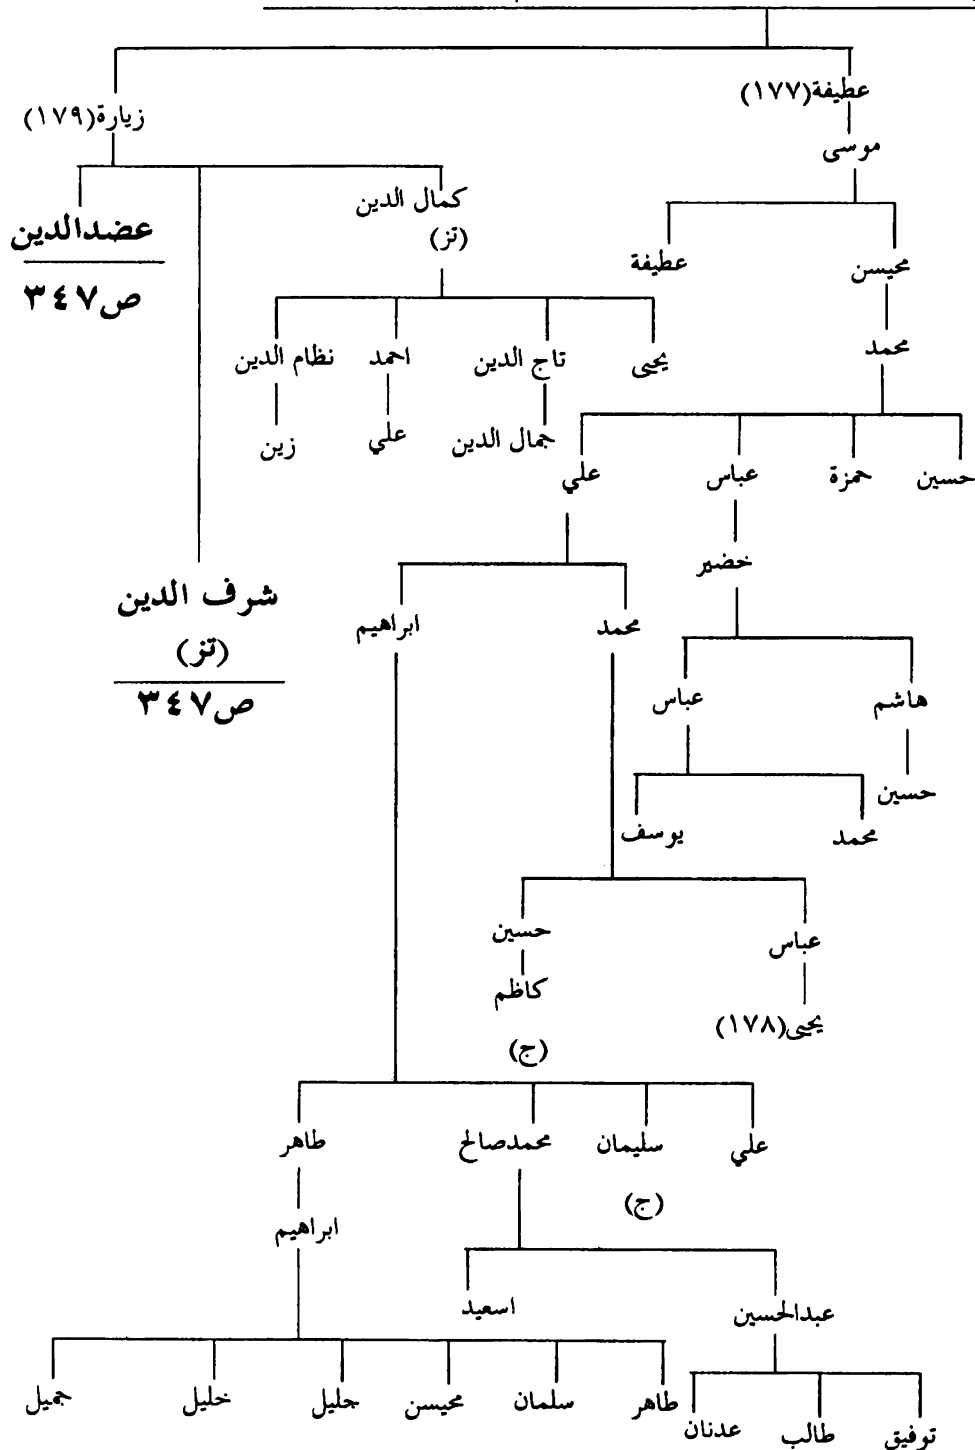 عطيفة(١٧٧)
زيارة(١٧٩)
موسى
كمال الدين
(تز)
عضدالدين
ص٣٤٧
محيسن
عطيفة
محمد
يحيى
تاج الدين
احمد
نظام الدين
جمال الدين
علي
زين
حسين
حمزة
عباس
علي
خضير
شرف الدين
(تز)
ص٣٤٧
محمد
ابراهيم
هاشم
عباس
حسين
محمد
يوسف
عباس
حسين
كاظم
يحيى(١٧٨)
(ج)
علي
سليمان
محمدصالح
طاهر
(ج)
ابراهيم
عبدالحسين
اسعيد
طاهر
سلمان
محيسن
جليل
خليل
جميل
توفيق
طالب
عدنان